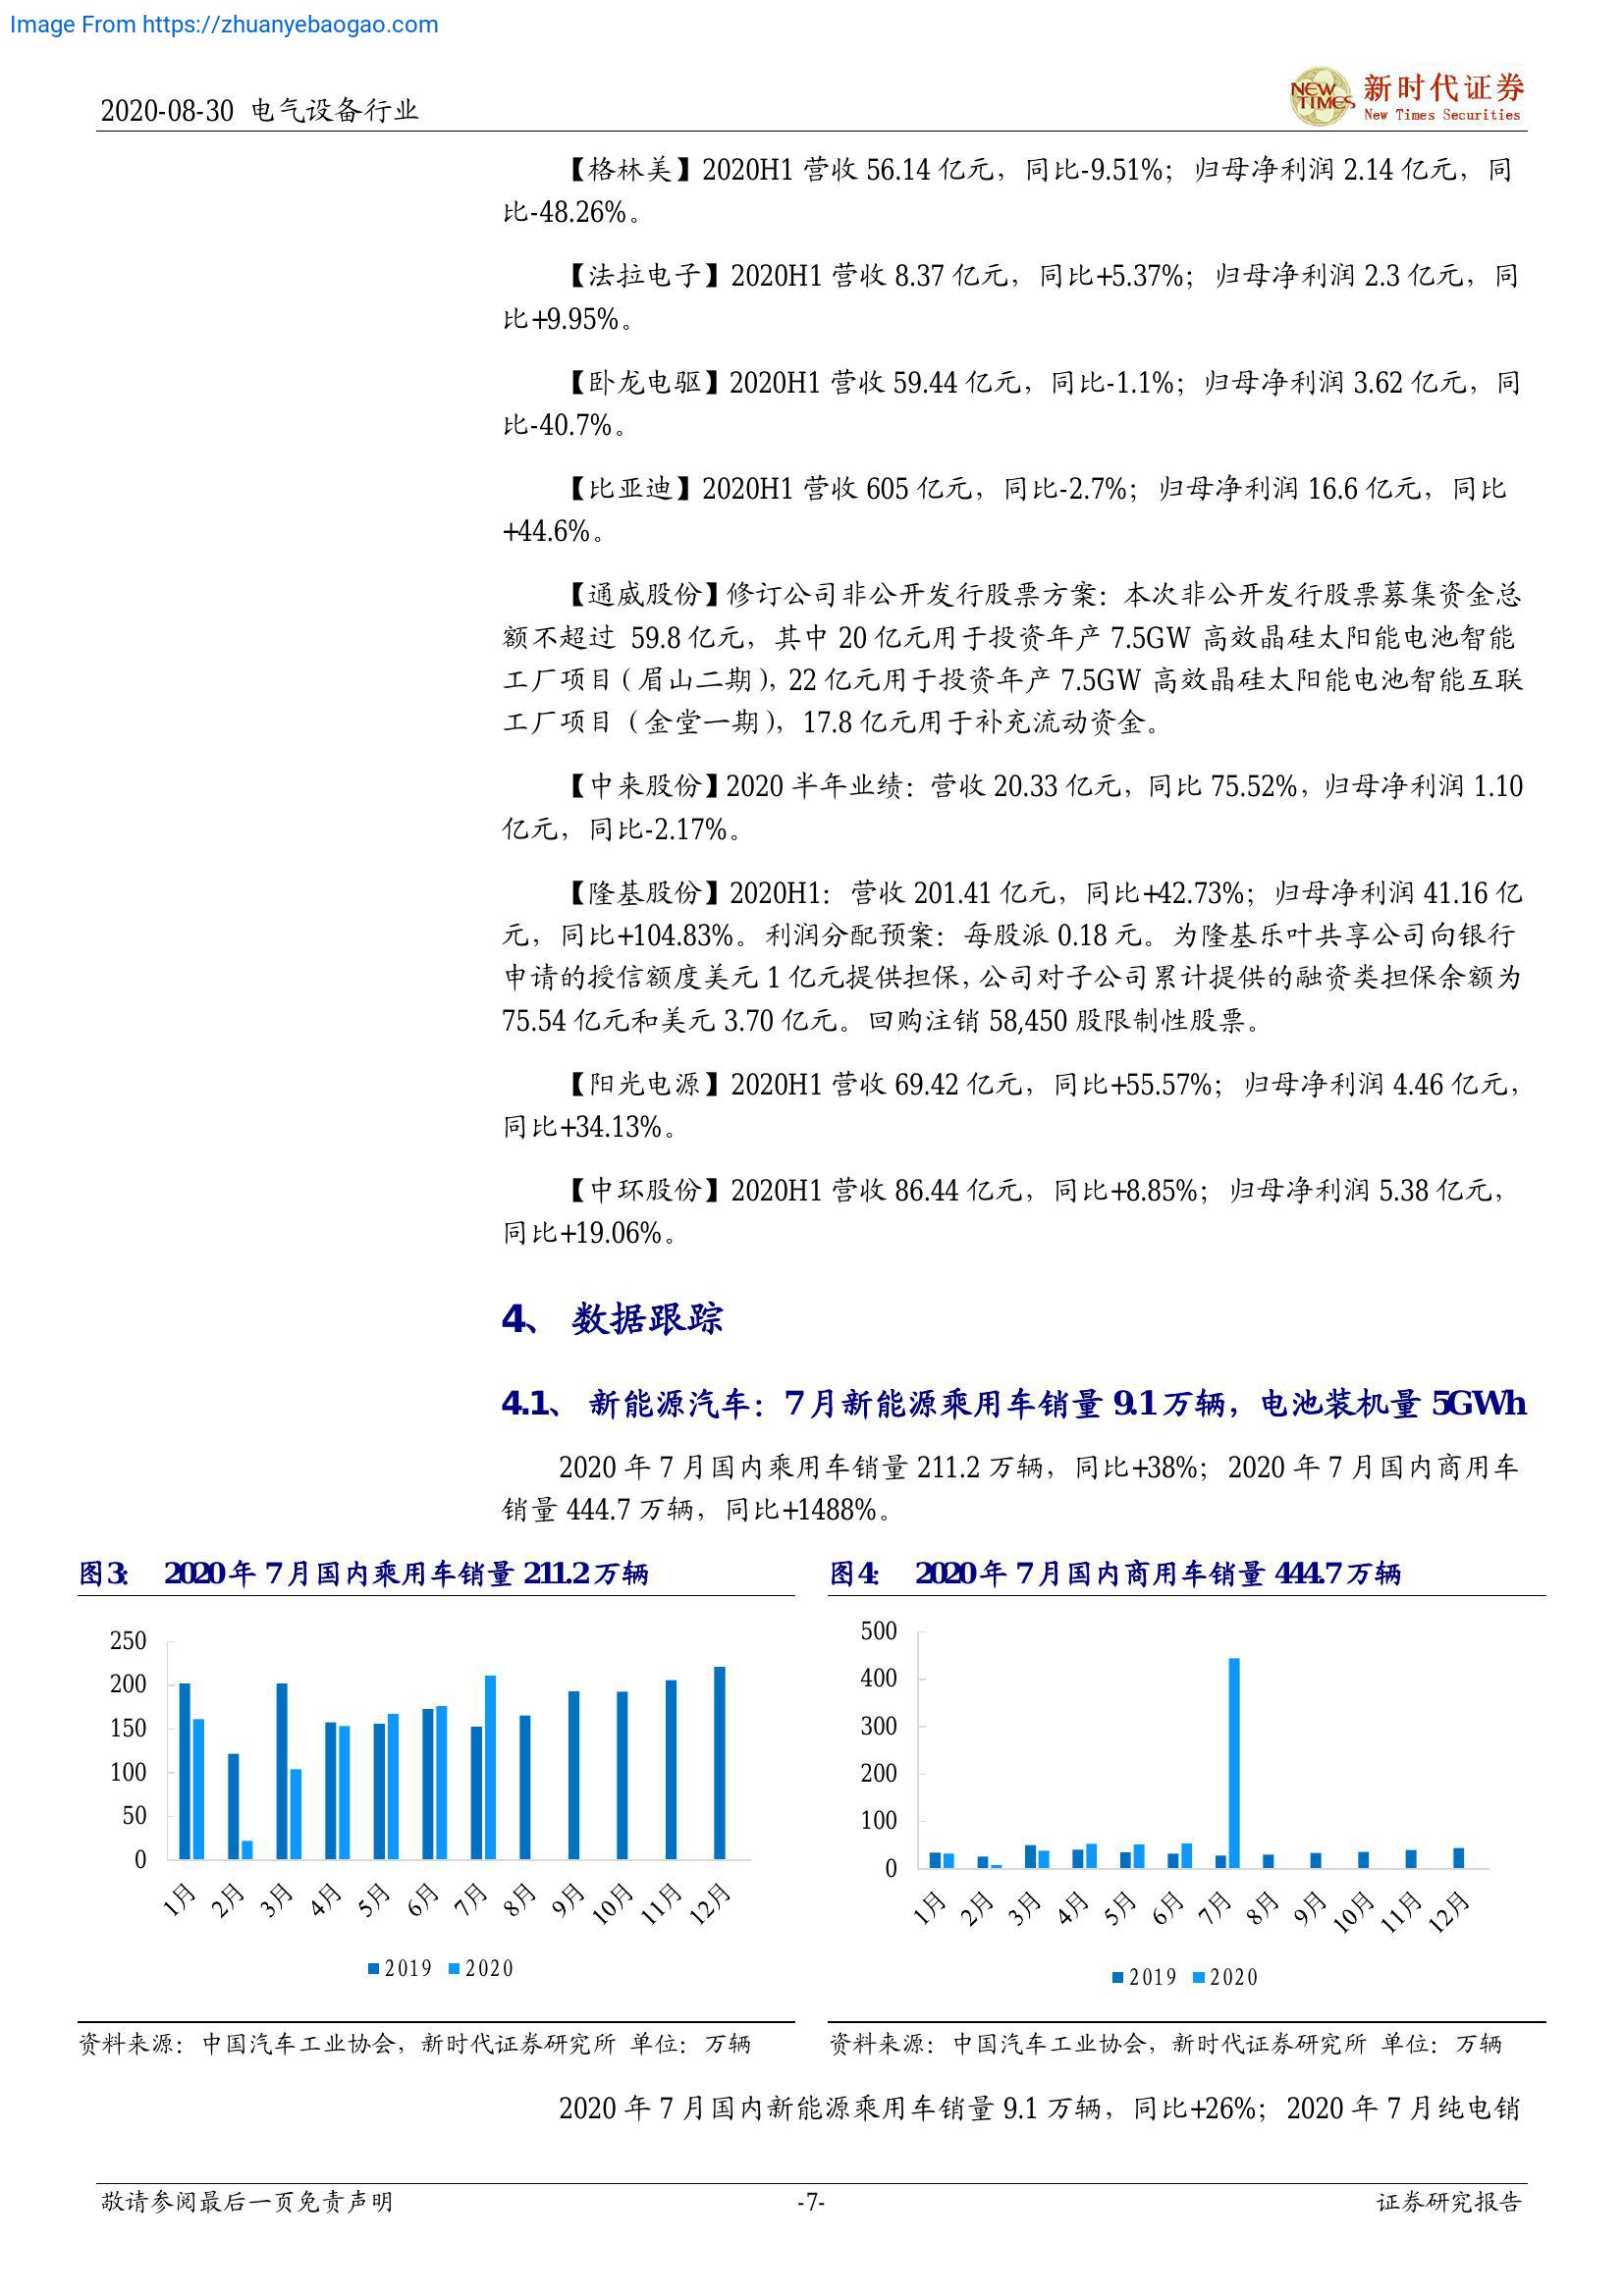 Image From https://zhuanyebaogao.com
2020-08-30 电气设备行业
NEW TIMES
新时代证券
New Times Securities
【格林美】2020H1 营收 56.14 亿元，同比-9.51%；归母净利润 2.14 亿元，同
比-48.26%。
【法拉电子】2020H1 营收 8.37 亿元，同比+5.37%；归母净利润 2.3 亿元，同
比+9.95%。
【卧龙电驱】2020H1 营收 59.44 亿元，同比-1.1%；归母净利润 3.62 亿元，同
比-40.7%。
【比亚迪】2020H1 营收 605 亿元，同比-2.7%；归母净利润 16.6 亿元，同比
+44.6%。
【通威股份】修订公司非公开发行股票方案：本次非公开发行股票募集资金总
额不超过 59.8 亿元，其中 20 亿元用于投资年产 7.5GW 高效晶硅太阳能电池智能
工厂项目（眉山二期），22 亿元用于投资年产 7.5GW 高效晶硅太阳能电池智能互联
工厂项目（金堂一期），17.8 亿元用于补充流动资金。
【中来股份】2020 半年业绩：营收 20.33 亿元，同比 75.52%，归母净利润 1.10
亿元，同比-2.17%。
【隆基股份】2020H1：营收 201.41 亿元，同比+42.73%；归母净利润 41.16 亿
元，同比+104.83%。利润分配预案：每股派 0.18 元。为隆基乐叶共享公司向银行
申请的授信额度美元 1 亿元提供担保，公司对子公司累计提供的融资类担保余额为
75.54 亿元和美元 3.70 亿元。回购注销 58,450 股限制性股票。
【阳光电源】2020H1 营收 69.42 亿元，同比+55.57%；归母净利润 4.46 亿元，
同比+34.13%。
【中环股份】2020H1 营收 86.44 亿元，同比+8.85%；归母净利润 5.38 亿元，
同比+19.06%。
4、 数据跟踪
4.1、 新能源汽车：7 月新能源乘用车销量 9.1 万辆，电池装机量 5GWh
2020 年 7 月国内乘用车销量 211.2 万辆，同比+38%；2020 年 7 月国内商用车
销量 444.7 万辆，同比+1488%。
图 3： 2020 年 7 月国内乘用车销量 211.2 万辆
250
200
150
100
50
0
1月 2月 3月 4月 5月 6月 7月 8月 9月 10月 11月 12月
2019 2020
资料来源：中国汽车工业协会，新时代证券研究所 单位：万辆
图 4： 2020 年 7 月国内商用车销量 444.7 万辆
500
400
300
200
100
0
1月 2月 3月 4月 5月 6月 7月 8月 9月 10月 11月 12月
2019 2020
资料来源：中国汽车工业协会，新时代证券研究所 单位：万辆
2020 年 7 月国内新能源乘用车销量 9.1 万辆，同比+26%；2020 年 7 月纯电销
敬请参阅最后一页免责声明
-7-
证券研究报告